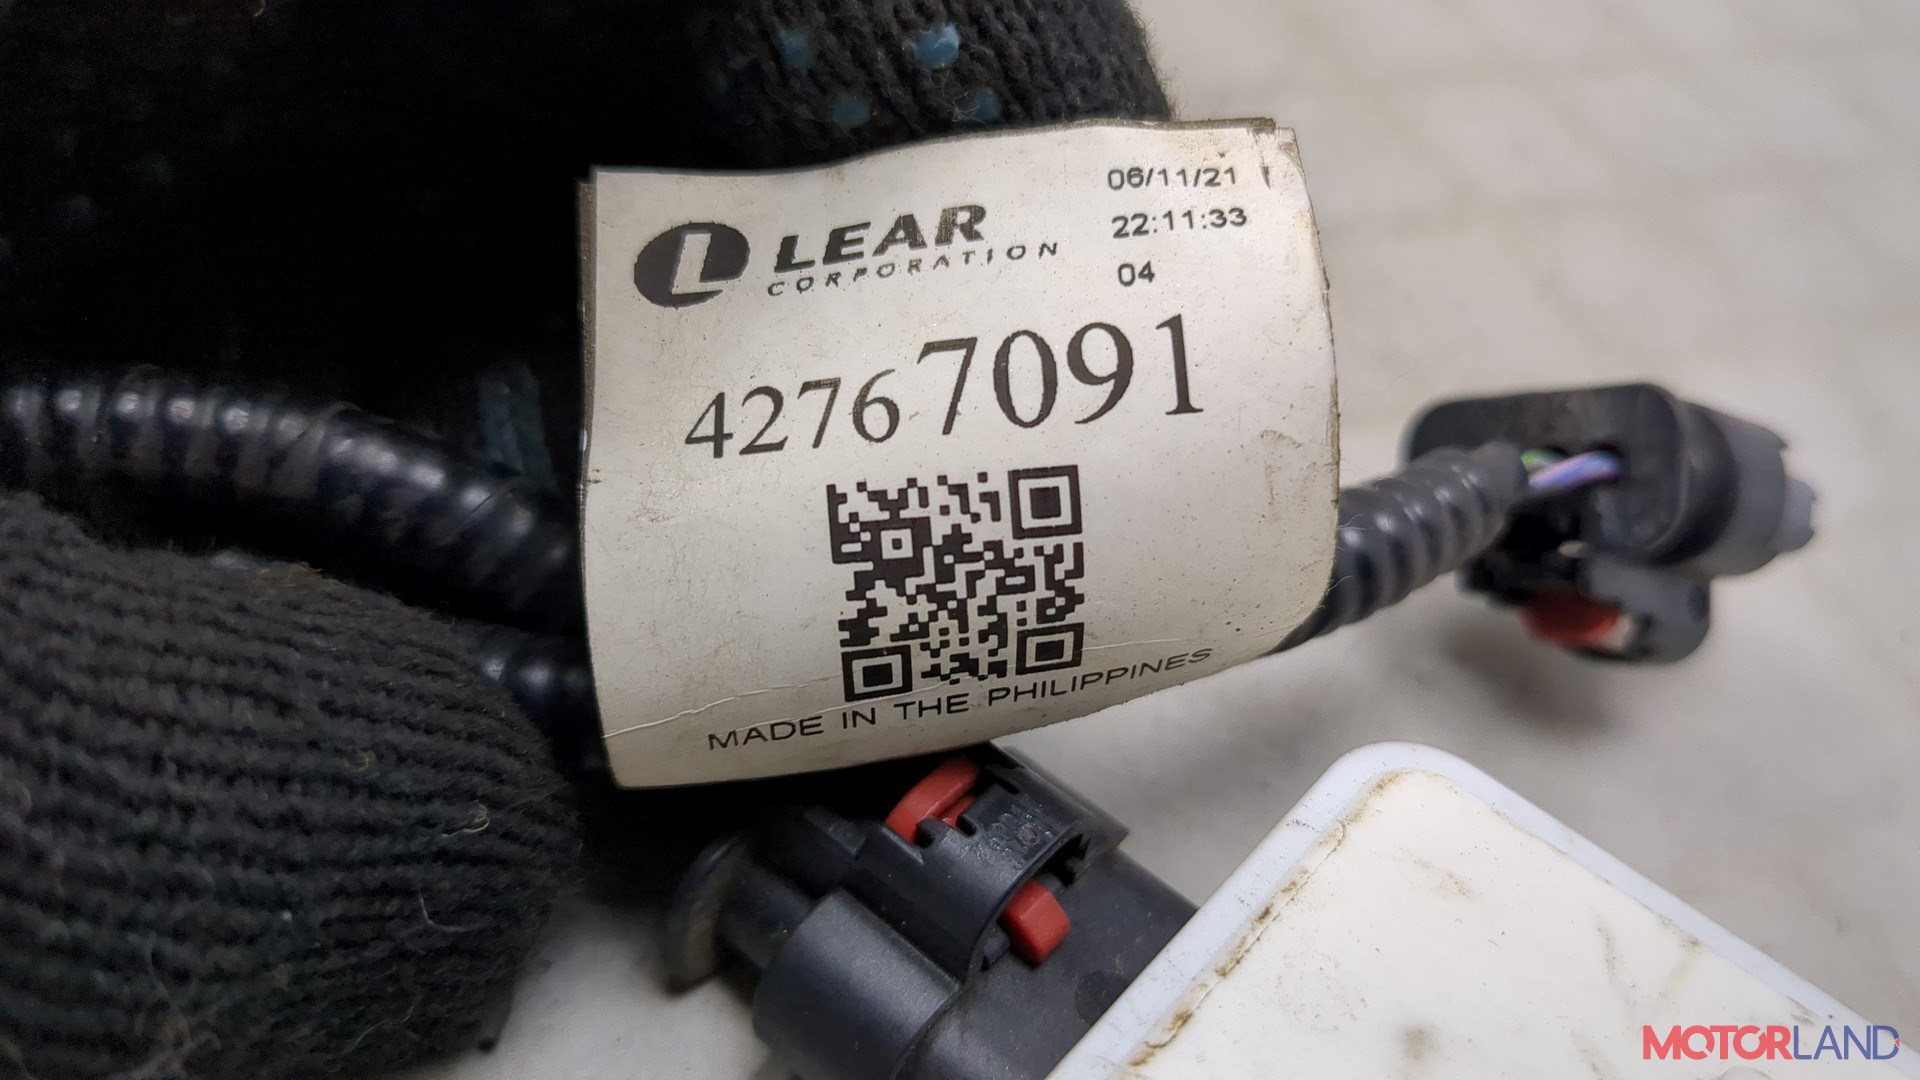 LEAR
CORPORATION
06/11/21
22:11:33
04
42767091
MADE IN THE PHILIPPINES
MOTORLAND